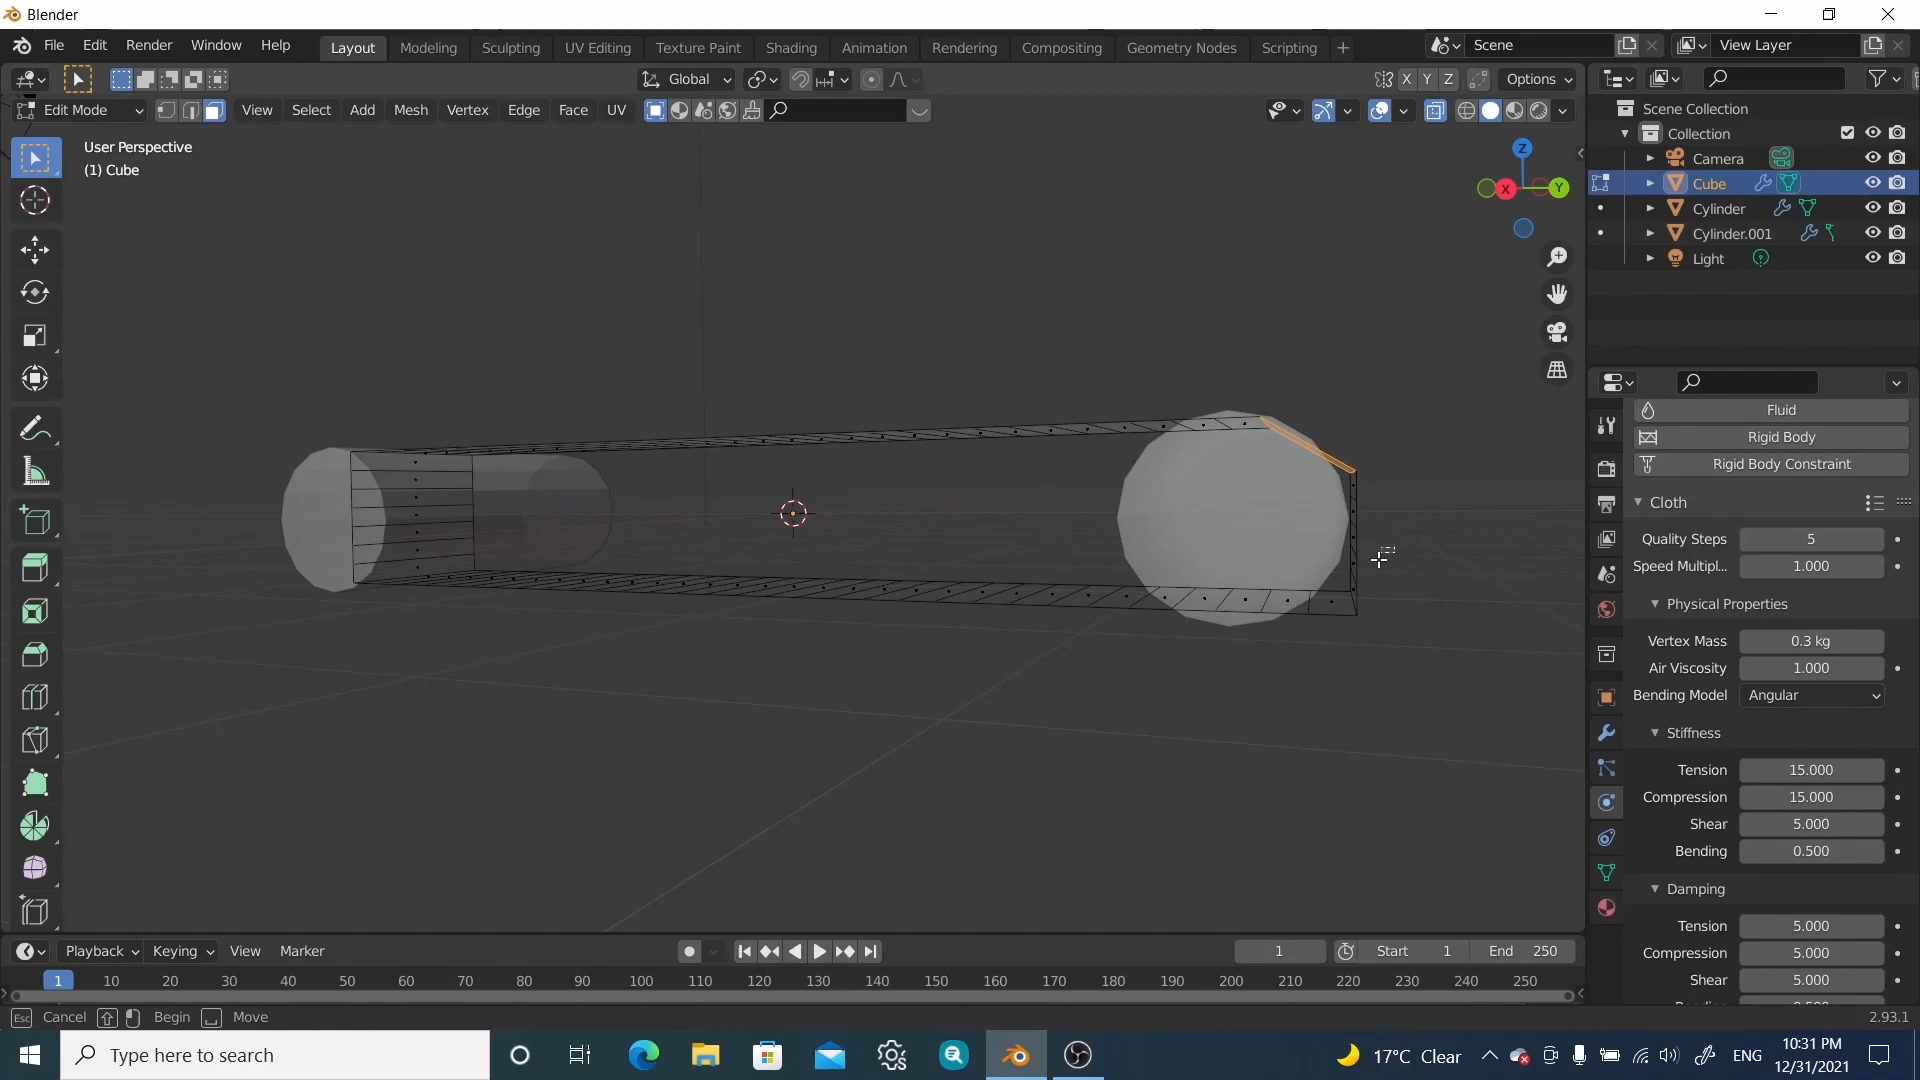 Blender
File Edit Render Window Help Layout Modeling Sculpting UV Editing Texture Paint Shading Animation Rendering Compositing Geometry Nodes Scripting + Scene View Layer
Global X Y Z Options
Edit Mode View Select Add Mesh Vertex Edge Face UV
User Perspective
(1) Cube
Z
X Y
Scene Collection
Collection
Camera
Cube
Cylinder
Cylinder.001
Light
Fluid
Rigid Body
Rigid Body Constraint
Cloth
Quality Steps 5
Speed Multipl... 1.000
Physical Properties
Vertex Mass 0.3 kg
Air Viscosity 1.000
Bending Model Angular
Stiffness
Tension 15.000
Compression 15.000
Shear 5.000
Bending 0.500
Damping
Tension 5.000
Compression 5.000
Shear 5.000
Playback Keying View Marker 1 Start 1 End 250
1 10 20 30 40 50 60 70 80 90 100 110 120 130 140 150 160 170 180 190 200 210 220 230 240 250
Esc Cancel Begin Move 2.93.1
Type here to search 17°C Clear ENG 10:31 PM
12/31/2021